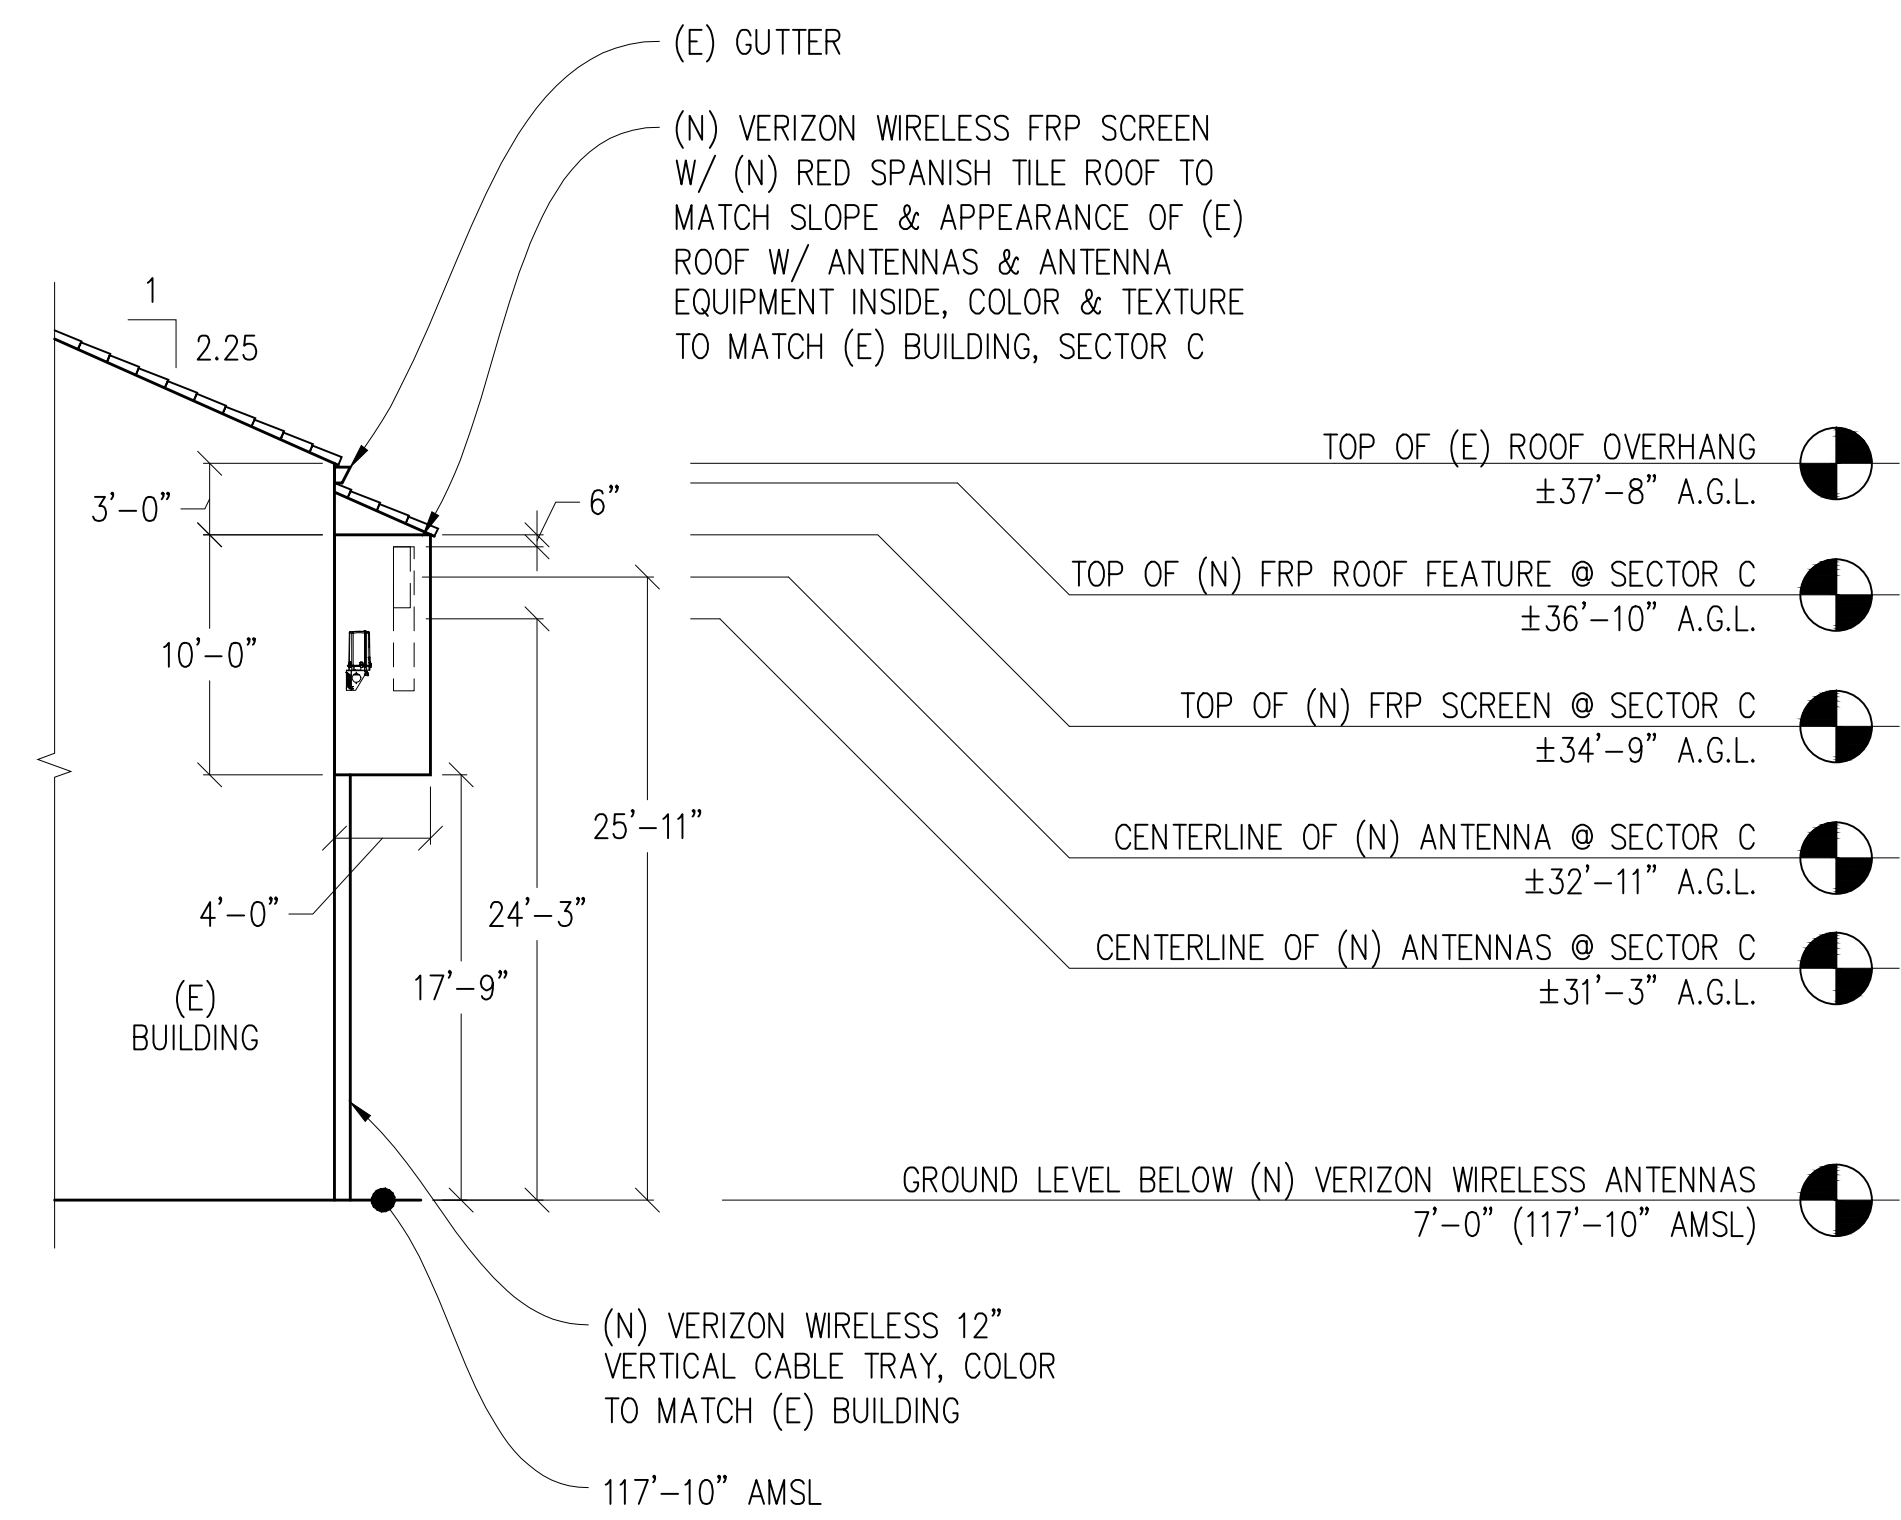 (E) GUTTER
(N) VERIZON WIRELESS FRP SCREEN
W/ (N) RED SPANISH TILE ROOF TO
MATCH SLOPE & APPEARANCE OF (E)
ROOF W/ ANTENNAS & ANTENNA
EQUIPMENT INSIDE, COLOR & TEXTURE
TO MATCH (E) BUILDING, SECTOR C
1
2.25
3'-0"
6"
10'-0"
25'-11"
4'-0"
24'-3"
17'-9"
(E)
BUILDING
TOP OF (E) ROOF OVERHANG
±37'-8" A.G.L.
TOP OF (N) FRP ROOF FEATURE @ SECTOR C
±36'-10" A.G.L.
TOP OF (N) FRP SCREEN @ SECTOR C
±34'-9" A.G.L.
CENTERLINE OF (N) ANTENNA @ SECTOR C
±32'-11" A.G.L.
CENTERLINE OF (N) ANTENNAS @ SECTOR C
±31'-3" A.G.L.
GROUND LEVEL BELOW (N) VERIZON WIRELESS ANTENNAS
7'-0" (117'-10" AMSL)
(N) VERIZON WIRELESS 12"
VERTICAL CABLE TRAY, COLOR
TO MATCH (E) BUILDING
117'-10" AMSL